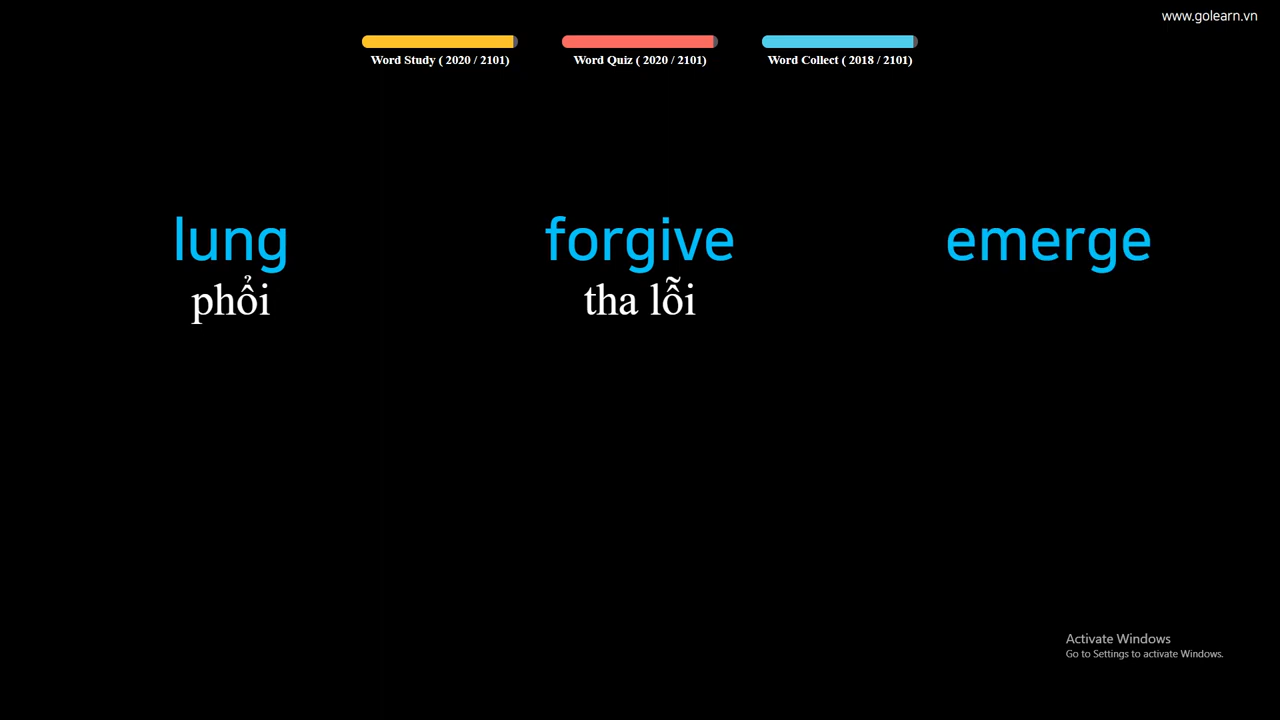 www.golearn.vn
Word Study ( 2020 / 2101)
Word Quiz ( 2020 / 2101)
Word Collect ( 2018 / 2101)
lung
forgive
emerge
phổi
tha lỗi
Activate Windows
Go to Settings to activate Windows.